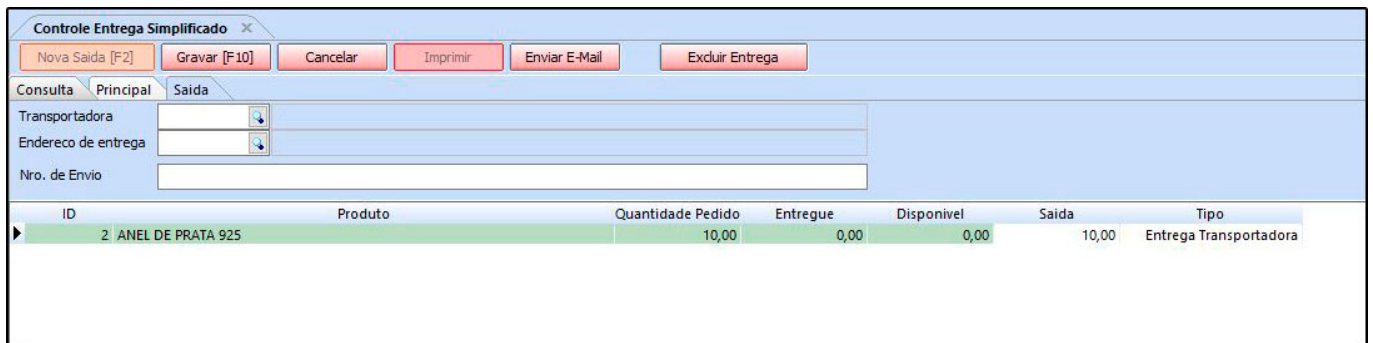 Controle Entrega Simplificado
Nova Saida [F2] Gravar [F10] Cancelar Imprimir Enviar E-Mail Excluir Entrega
Consulta Principal Saida
Transportadora
Endereco de entrega
Nro. de Envio
ID Produto Quantidade Pedido Entregue Disponivel Saida Tipo
2 ANEL DE PRATA 925 10,00 0,00 0,00 10,00 Entrega Transportadora